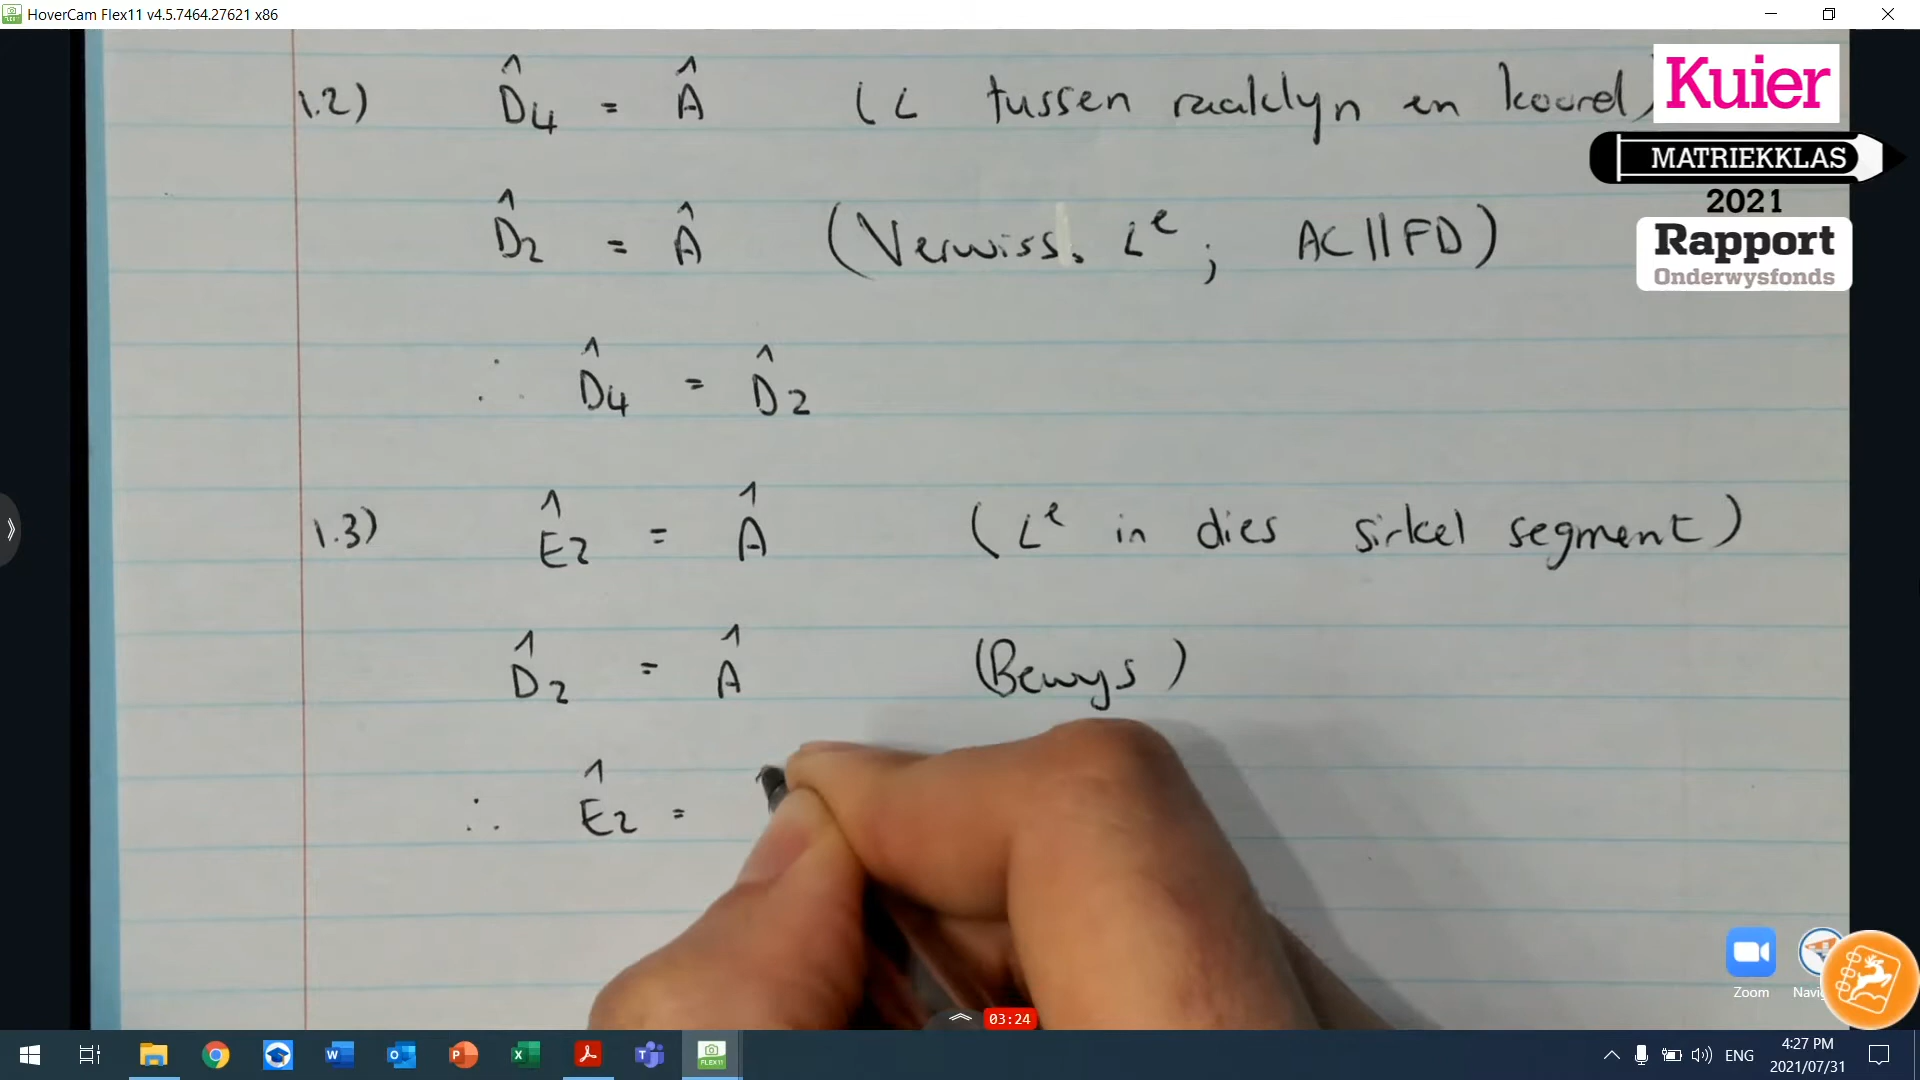 HoverCam Flex11 v4.5.7464.27621 x86
1.2) D̂4 = Â (∠ tussen raaklyn en koord)
D̂2 = Â (Verwiss. ∠e; AC||FD)
∴ D̂4 = D̂2
1.3) Ê2 = Â (∠e in dies sirkel segment)
D̂2 = Â (Bewys)
∴ Ê2 =
Kuier
MATRIEKKLAS
2021
Rapport
Onderwysfonds
Zoom
Navig
03:24
FLEX11
ENG
4:27 PM
2021/07/31